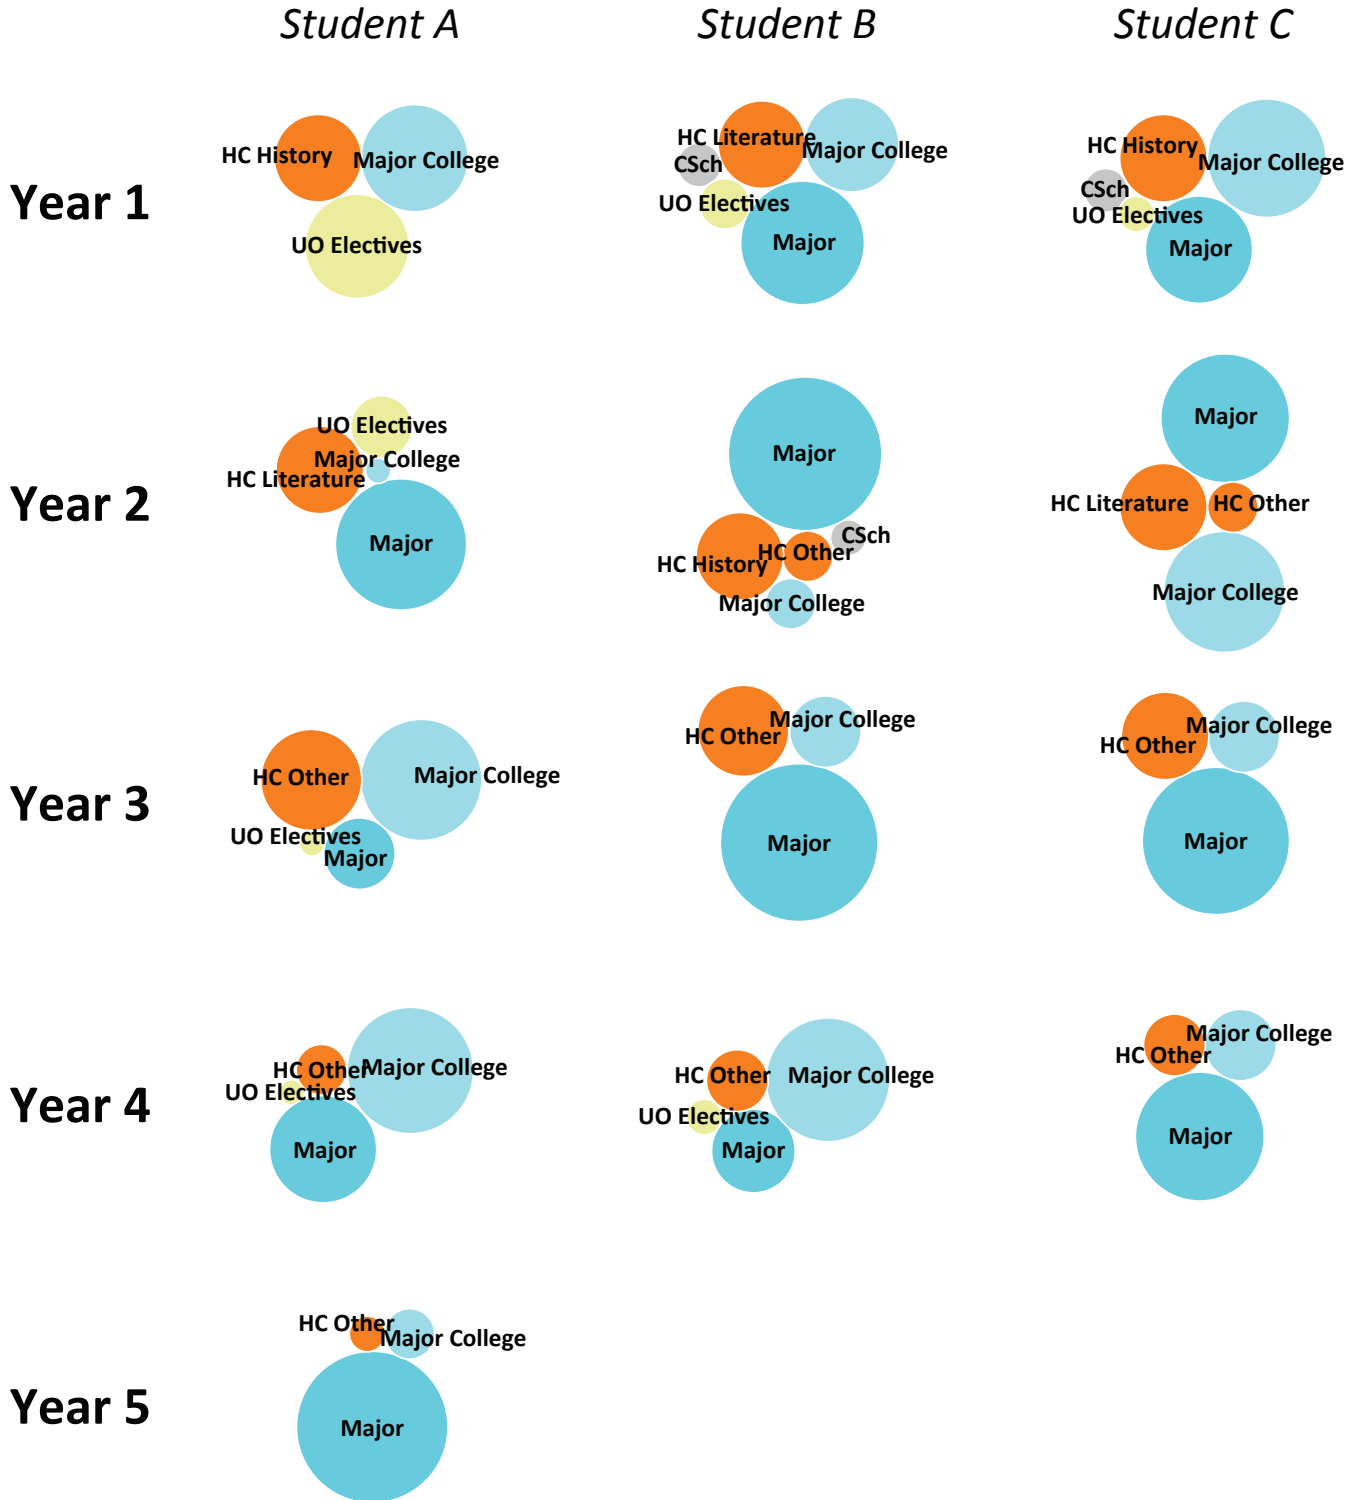 Student A
Student B
Student C
Year 1
HC History
Major College
UO Electives
HC Literature
Major College
CSch
UO Electives
Major
HC History
Major College
CSch
UO Electives
Major
Year 2
UO Electives
Major College
HC Literature
Major
Major
CSch
HC Other
HC History
Major College
Major
HC Literature
HC Other
Major College
Year 3
HC Other
Major College
UO Electives
Major
Major College
HC Other
Major
Major College
HC Other
Major
Year 4
HC Other
Major College
UO Electives
Major
HC Other
Major College
UO Electives
Major
Major College
HC Other
Major
Year 5
HC Other
Major College
Major